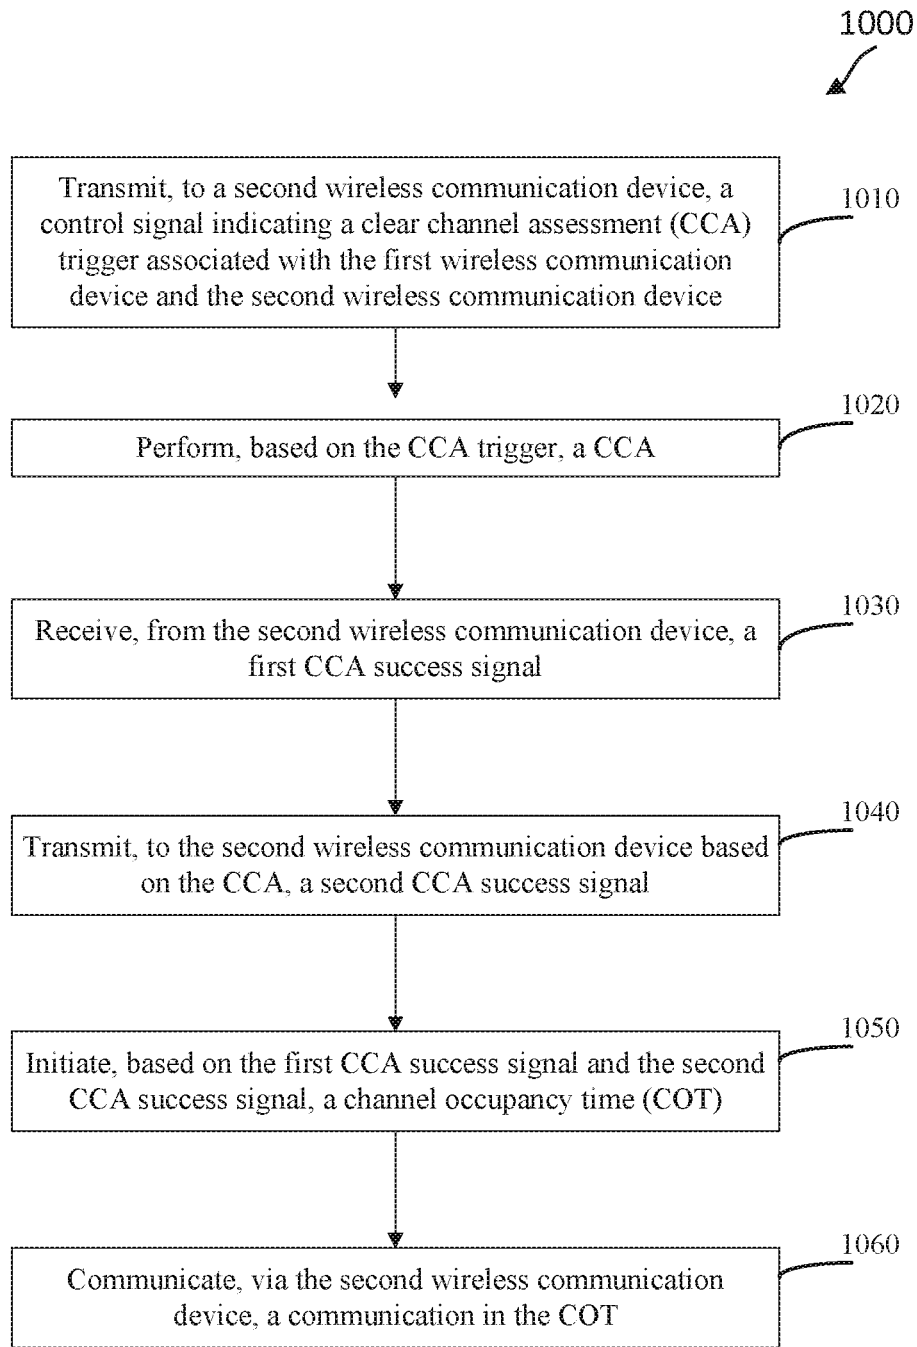 1000
Transmit, to a second wireless communication device, a
control signal indicating a clear channel assessment (CCA)
trigger associated with the first wireless communication
device and the second wireless communication device
1010
Perform, based on the CCA trigger, a CCA
1020
Receive, from the second wireless communication device, a
first CCA success signal
1030
Transmit, to the second wireless communication device based
on the CCA, a second CCA success signal
1040
Initiate, based on the first CCA success signal and the second
CCA success signal, a channel occupancy time (COT)
1050
Communicate, via the second wireless communication
device, a communication in the COT
1060